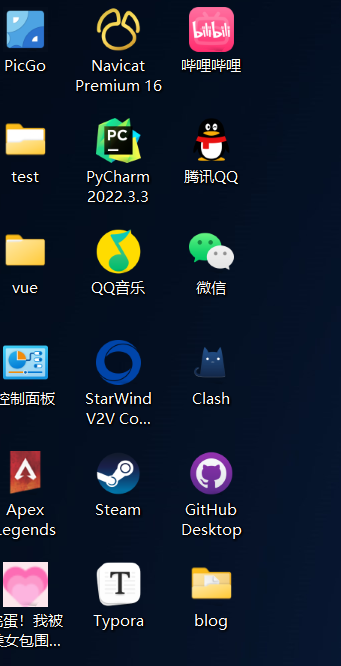 PicGo
Navicat
Premium 16
bilibili
哔哩哔哩
test
PC
PyCharm
2022.3.3
腾讯QQ
vue
QQ音乐
微信
控制面板
StarWind
V2V Co...
Clash
Apex
Legends
Steam
GitHub
Desktop
蛋！我被
美女包围...
T
Typora
blog